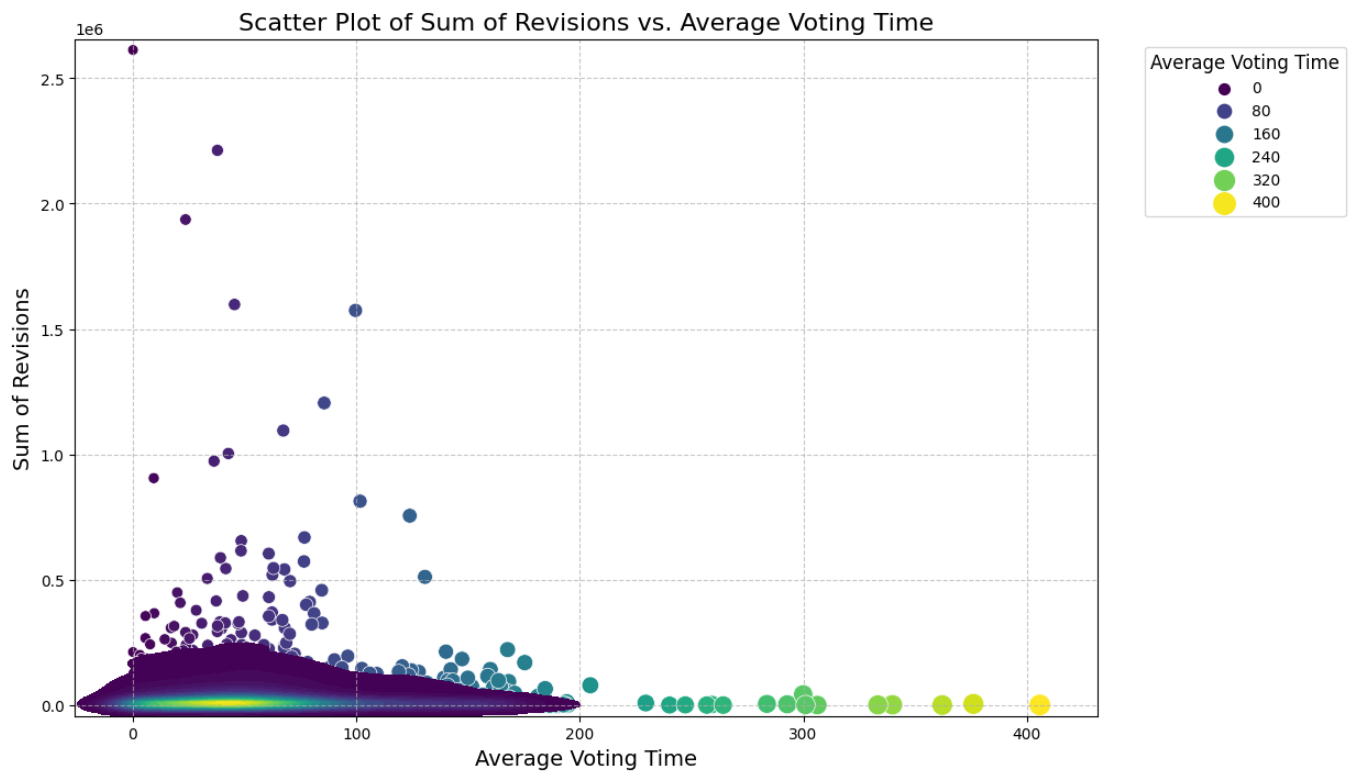 Scatter Plot of Sum of Revisions vs. Average Voting Time
1e6
2.5
2.0
1.5
1.0
0.5
0.0
Sum of Revisions
0 100 200 300 400
Average Voting Time
Average Voting Time
0
80
160
240
320
400